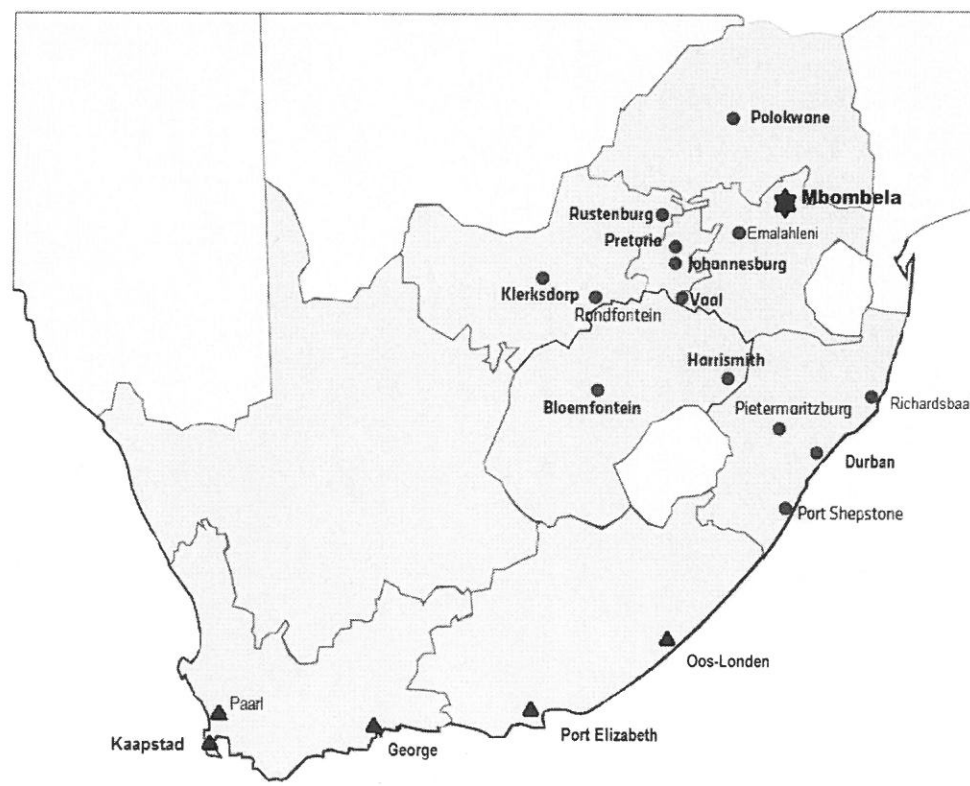 Polokwane
Mbombela
Rustenburg
Emalahleni
Pretoria
Johannesburg
Klerksdorp
Randfontein
Vaal
Harrismith
Bloemfontein
Pietermaritzburg
Richardsbaai
Durban
Port Shepstone
Oos-Londen
Paarl
Port Elizabeth
Kaapstad
George